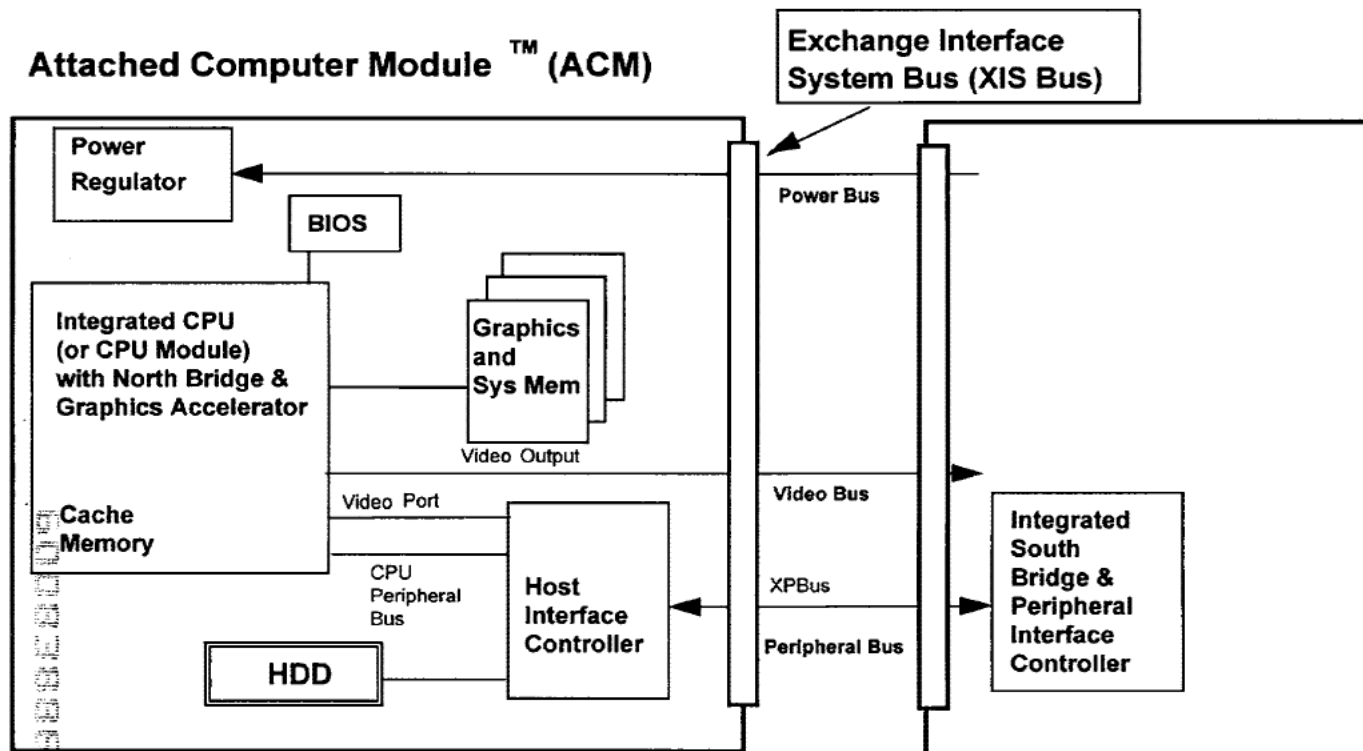 Attached Computer Module ™ (ACM)
Exchange Interface
System Bus (XIS Bus)
Power
Regulator
Power Bus
BIOS
Integrated CPU
(or CPU Module)
with North Bridge &
Graphics Accelerator
Graphics
and
Sys Mem
Video Output
Video Bus
Cache
Memory
Video Port
CPU
Peripheral
Bus
Host
Interface
Controller
XPBus
Peripheral Bus
Integrated
South
Bridge &
Peripheral
Interface
Controller
HDD